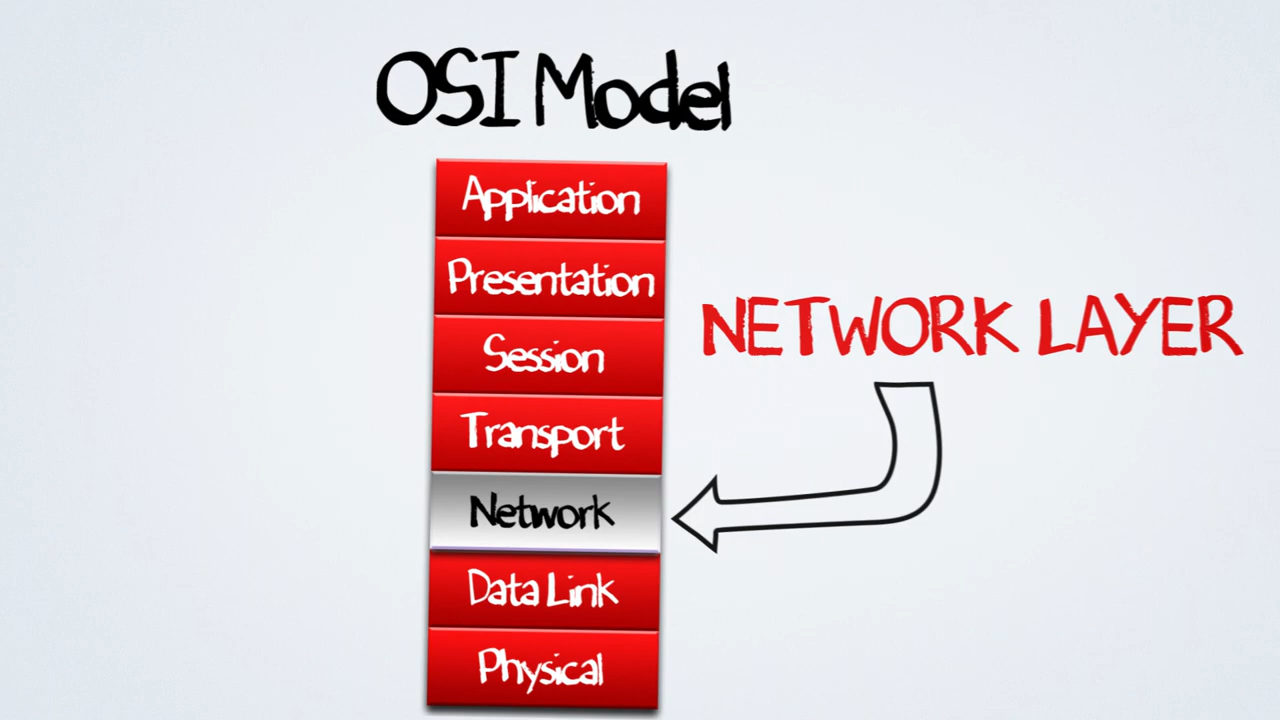 OSI Model
Application
Presentation
Session
Transport
NETWORK LAYER
Network
Data Link
Physical